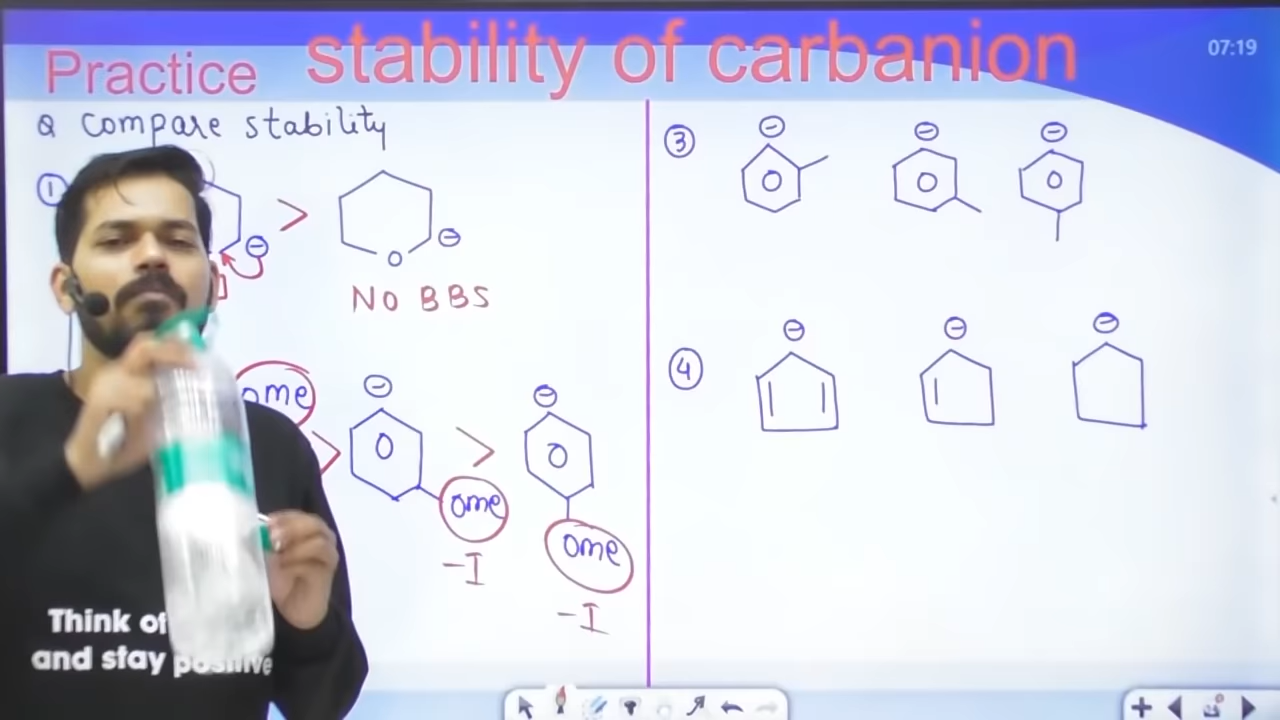 Practice stability of carbanion
07:19
Q compare stability
①
>
O
⊖
NO BBS
ome
>
⊖
ome
-I
>
⊖
ome
-I
③
⊖
⊖
⊖
④
⊖
⊖
⊖
Think of
and stay positive